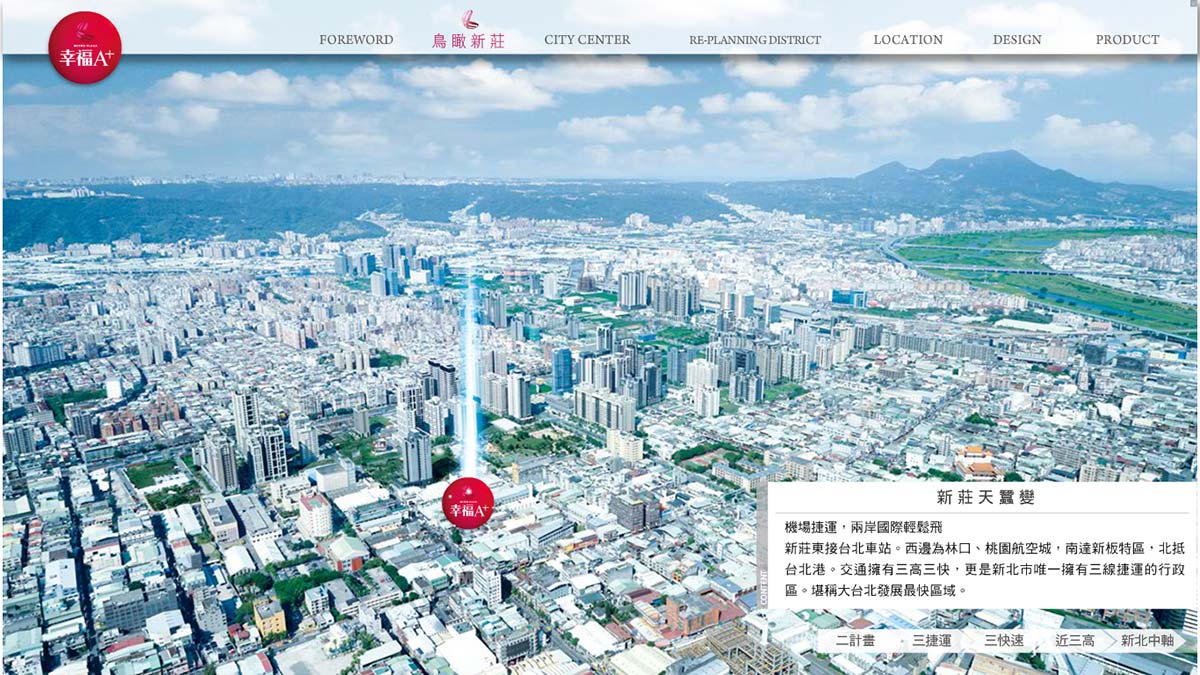 幸福A+
FOREWORD
鳥瞰新莊
CITY CENTER
RE-PLANNING DISTRICT
LOCATION
DESIGN
PRODUCT
幸福A+
新莊天蠶變
機場捷運，兩岸國際輕鬆飛
新莊東接台北車站。西邊為林口、桃園航空城，南達新板特區，北抵
台北港。交通擁有三高三快，更是新北市唯一擁有三線捷運的行政
區。堪稱大台北發展最快區域。
CONTENT
二計畫
三捷運
三快速
近三高
新北中軸